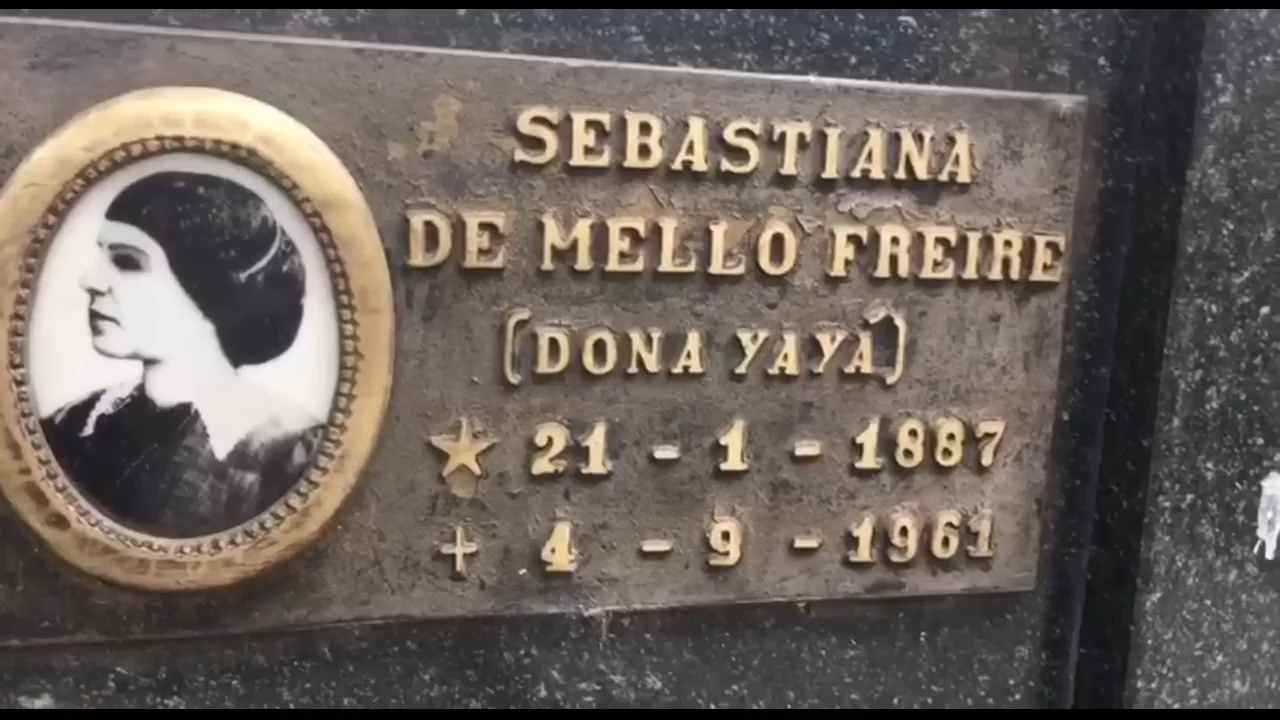 SEBASTIANA
DE MELLO FREIRE
(DONA YAYÁ)
21 - 1 - 1887
4 - 9 - 1961